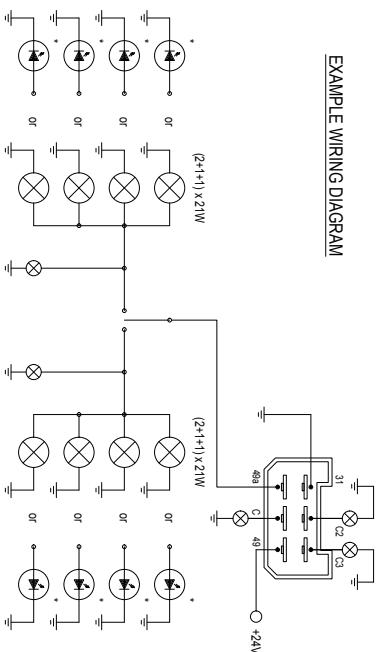 EXAMPLE WIRING DIAGRAM
31
C2
C3
49a
C
49
+24V
(2+1+1) x 21W
(2+1+1) x 21W
*
*
*
*
or
or
or
or
or
or
or
or
*
*
*
*